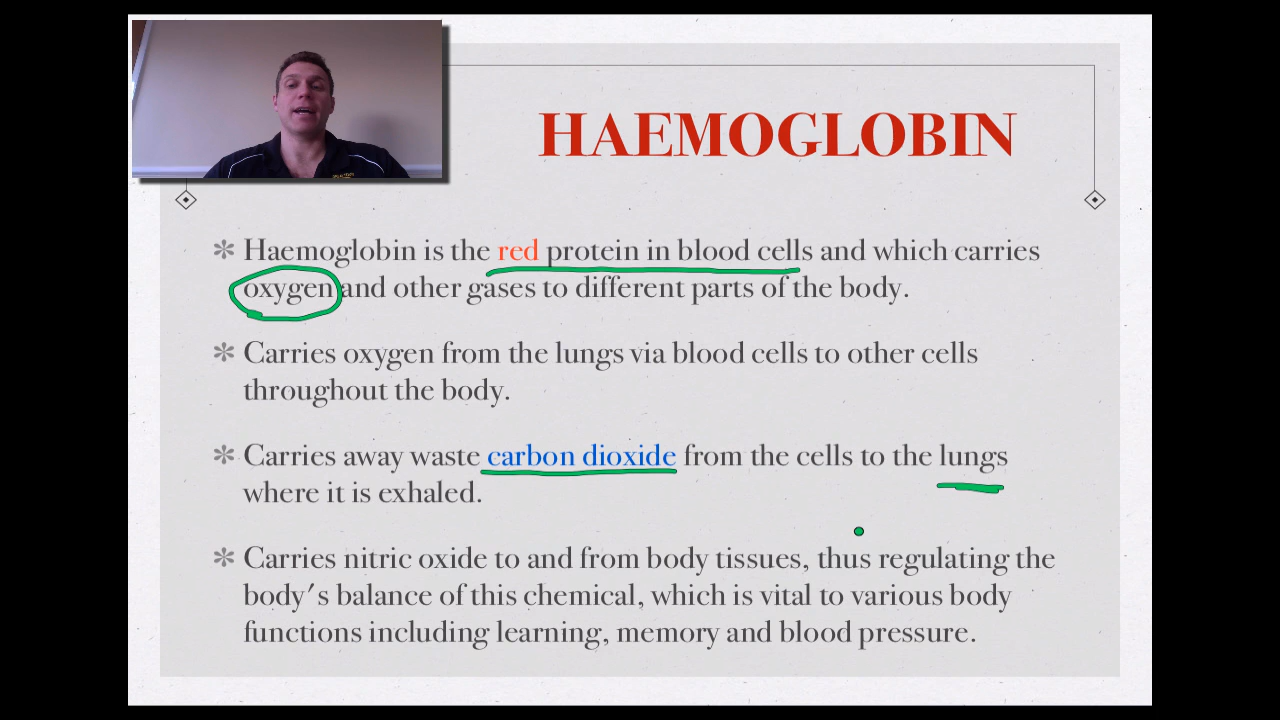 HAEMOGLOBIN
✻ Haemoglobin is the red protein in blood cells and which carries
oxygen and other gases to different parts of the body.
✻ Carries oxygen from the lungs via blood cells to other cells
throughout the body.
✻ Carries away waste carbon dioxide from the cells to the lungs
where it is exhaled.
✻ Carries nitric oxide to and from body tissues, thus regulating the
body′s balance of this chemical, which is vital to various body
functions including learning, memory and blood pressure.